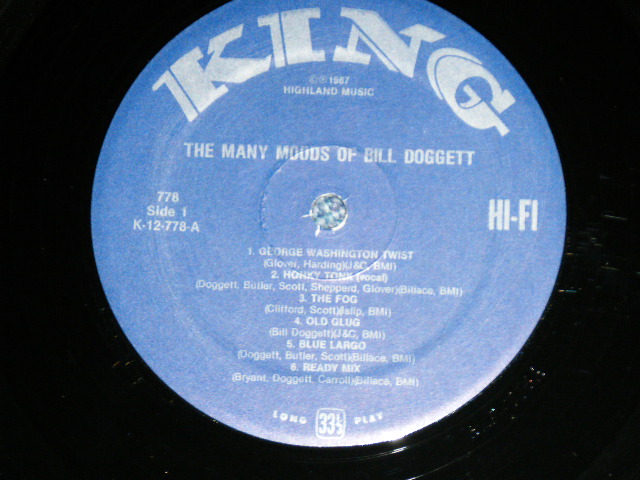 KING
©℗ 1987
HIGHLAND MUSIC
THE MANY MOODS OF BILL DOGGETT
778
Side 1
K-12-778-A
HI-FI
1. GEORGE WASHINGTON TWIST
(Glover, Harding)(J&C, BMI)
2. HONKY TONK (vocal)
(Doggett, Butler, Scott, Shepperd, Glover)(Billace, BMI)
3. THE FOG
(Clifford, Scott)(Islip, BMI)
4. OLD GLUG
(Bill Doggett)(J&C, BMI)
5. BLUE LARGO
(Doggett, Butler, Scott)(Billace, BMI)
6. READY MIX
(Bryant, Doggett, Carroll)(Billace, BMI)
LONG 33⅓ PLAY